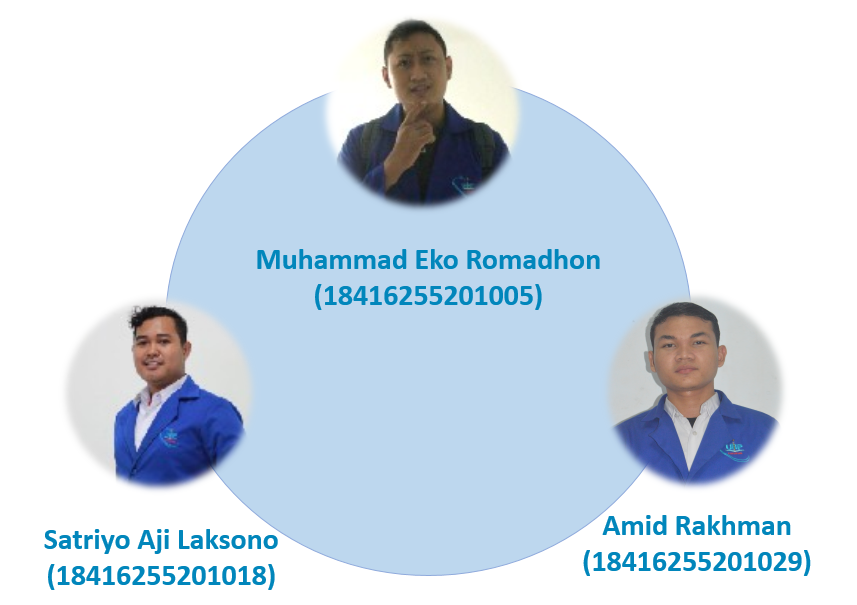 Muhammad Eko Romadhon
(18416255201005)
Satriyo Aji Laksono
(18416255201018)
Amid Rakhman
(18416255201029)